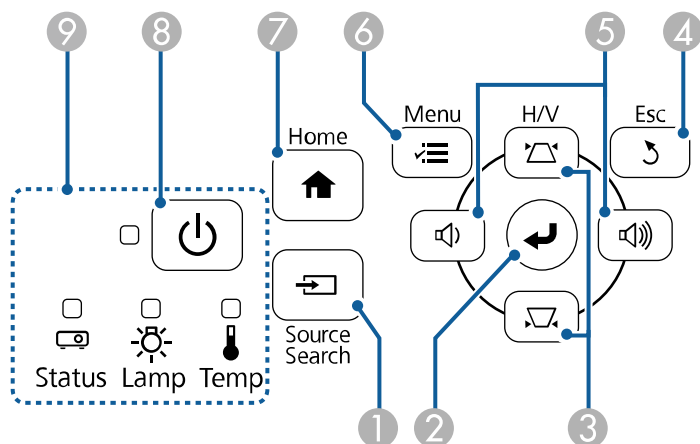 9 8 7 6 5 4
Menu H/V Esc
Home
Source
Search
Status Lamp Temp
1 2 3